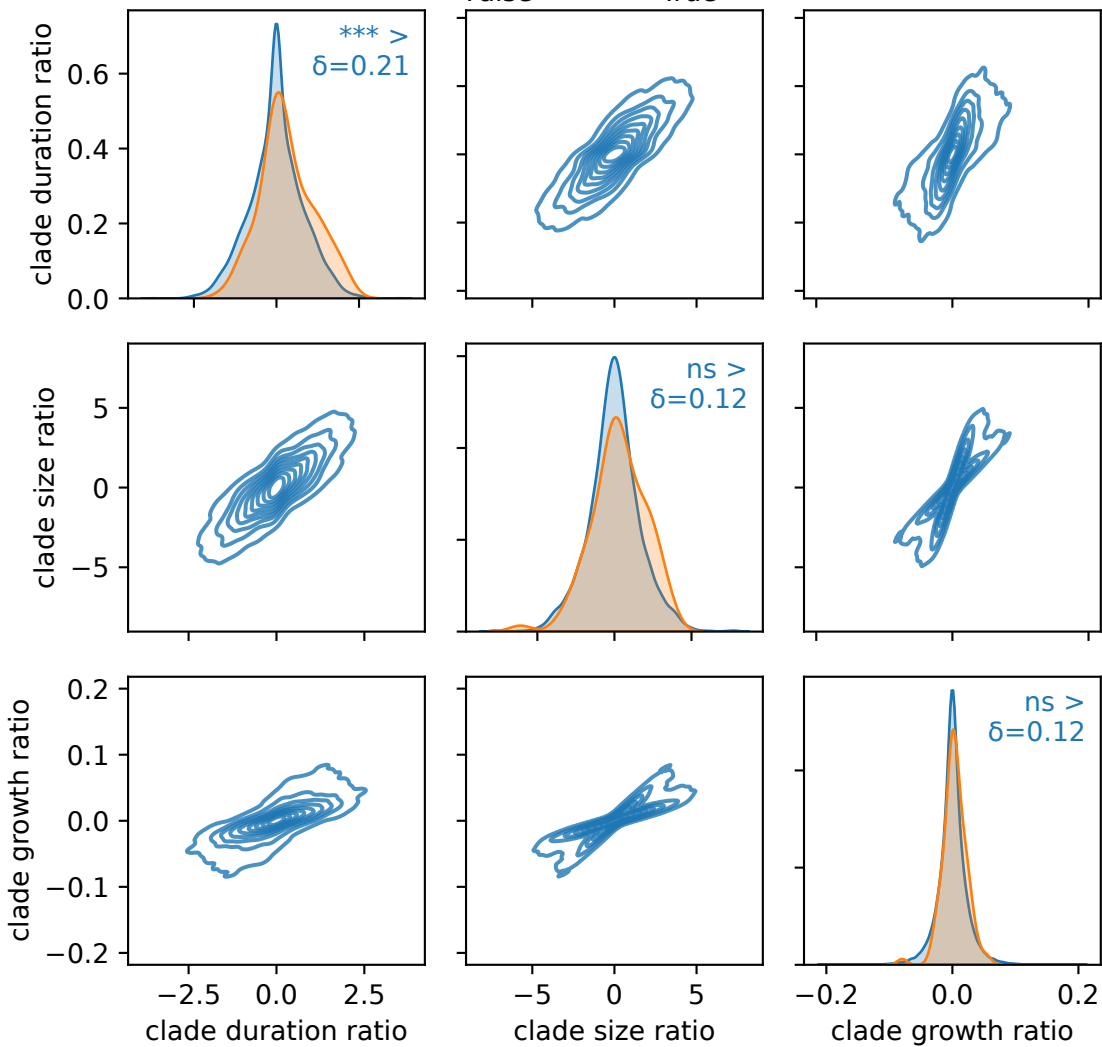 clade duration ratio
0.6
0.4
0.2
0.0
*** >
δ=0.21
clade size ratio
5
0
−5
ns >
δ=0.12
clade growth ratio
0.2
0.1
0.0
−0.1
−0.2
ns >
δ=0.12
−2.5
0.0
2.5
−5
0
5
−0.2
0.0
0.2
clade duration ratio
clade size ratio
clade growth ratio